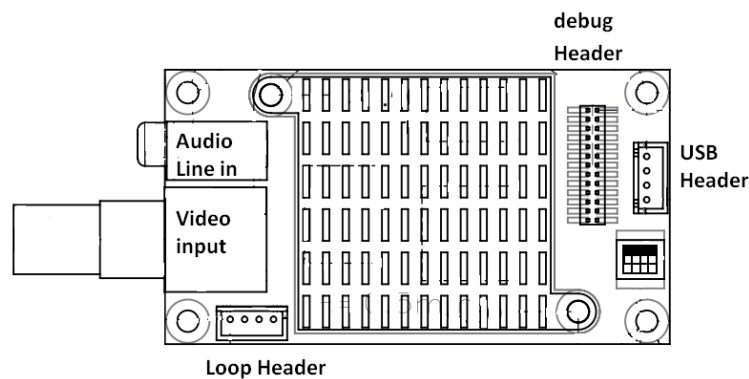 debug
Header
Audio
Line in
USB
Header
Video
input
Loop Header